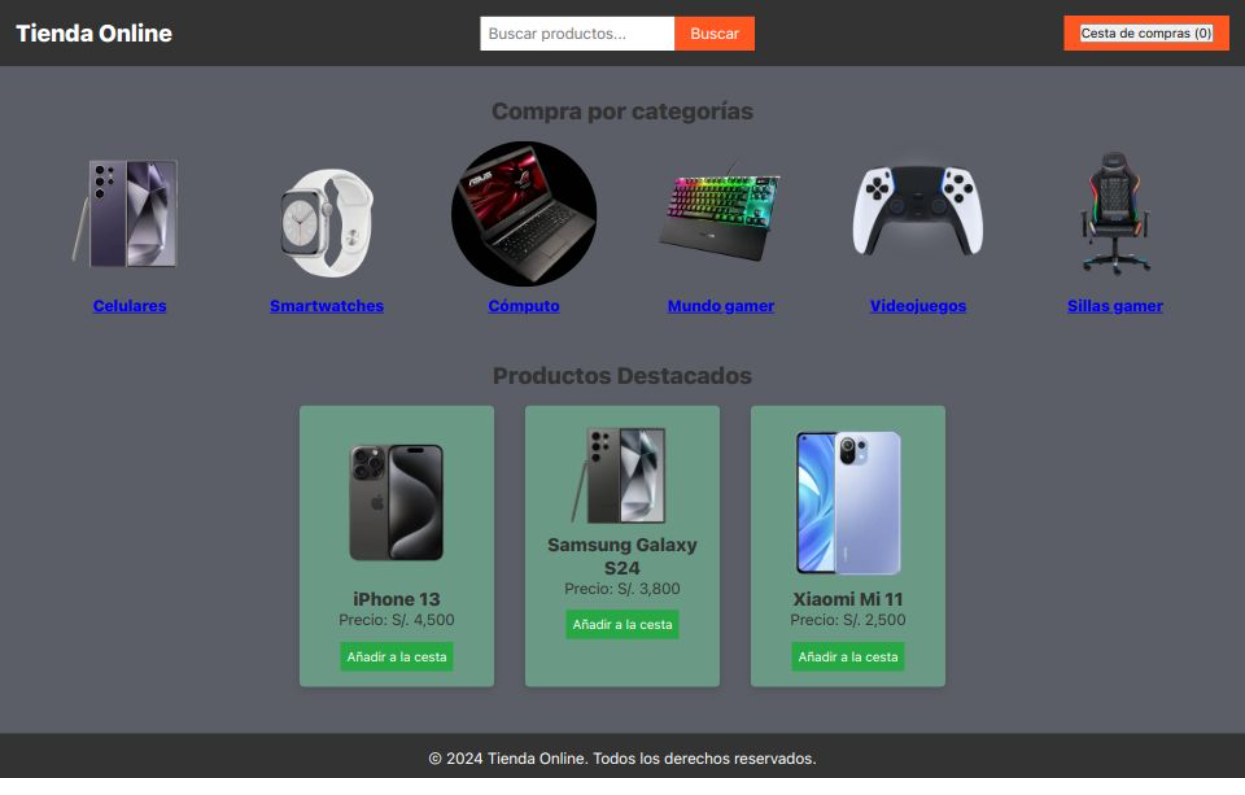 Tienda Online
Buscar productos...
Buscar
Cesta de compras (0)
Compra por categorías
Celulares
Smartwatches
Cómputo
Mundo gamer
Videojuegos
Sillas gamer
Productos Destacados
iPhone 13
Precio: S/. 4,500
Añadir a la cesta
Samsung Galaxy
S24
Precio: S/. 3,800
Añadir a la cesta
Xiaomi Mi 11
Precio: S/. 2,500
Añadir a la cesta
© 2024 Tienda Online. Todos los derechos reservados.